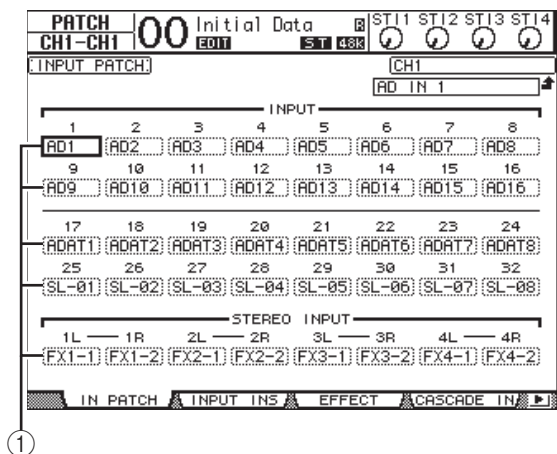 PATCH 00 Initial Data R STI1 STI2 STI3 STI4
CH1-CH1 EDIT ST 48k
INPUT PATCH CH1
AD IN 1
INPUT
1 2 3 4 5 6 7 8
AD1 AD2 AD3 AD4 AD5 AD6 AD7 AD8
9 10 11 12 13 14 15 16
AD9 AD10 AD11 AD12 AD13 AD14 AD15 AD16
17 18 19 20 21 22 23 24
ADAT1 ADAT2 ADAT3 ADAT4 ADAT5 ADAT6 ADAT7 ADAT8
25 26 27 28 29 30 31 32
SL-01 SL-02 SL-03 SL-04 SL-05 SL-06 SL-07 SL-08
STEREO INPUT
1L 1R 2L 2R 3L 3R 4L 4R
FX1-1 FX1-2 FX2-1 FX2-2 FX3-1 FX3-2 FX4-1 FX4-2
IN PATCH INPUT INS EFFECT CASCADE IN
1